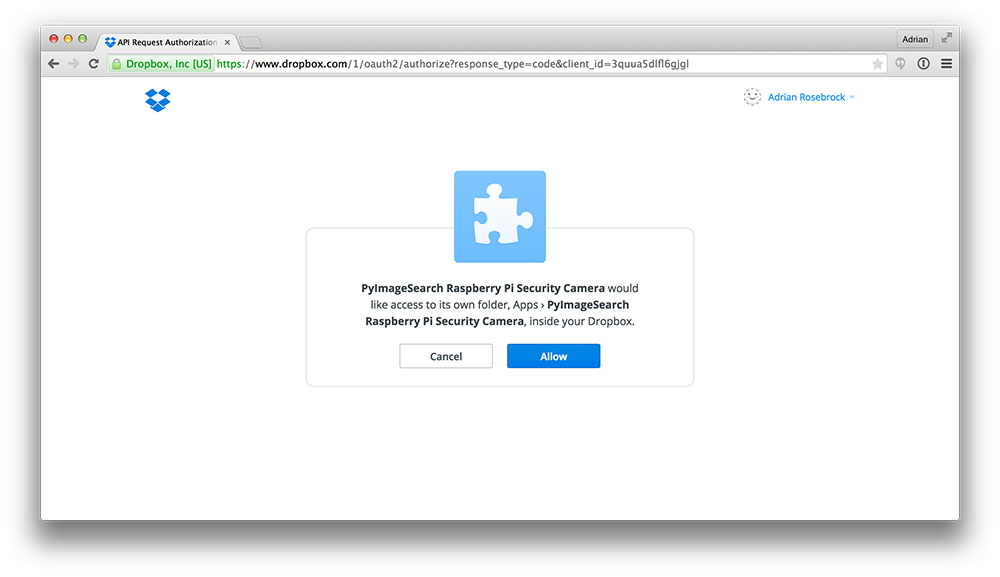 API Request Authorization
Adrian
Dropbox, Inc [US] https://www.dropbox.com/1/oauth2/authorize?response_type=code&client_id=3quua5dlfl6gjgl
Adrian Rosebrock
PyImageSearch Raspberry Pi Security Camera would
like access to its own folder, Apps › PyImageSearch
Raspberry Pi Security Camera, inside your Dropbox.
Cancel Allow